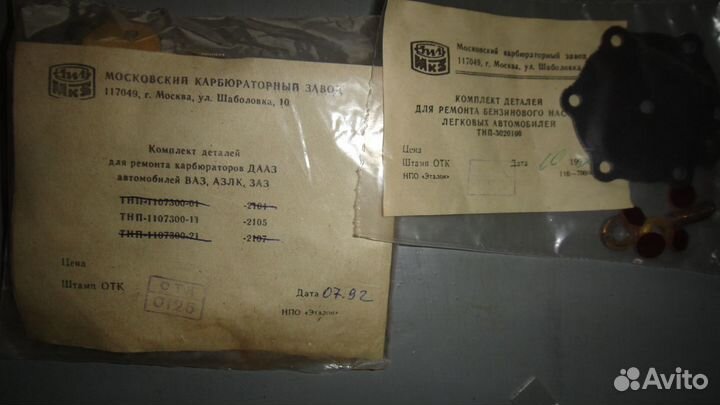 ЗИЛ
МКЗ
МОСКОВСКИЙ КАРБЮРАТОРНЫЙ ЗАВОД
117049, г. Москва, ул. Шаболовка, 10
Комплект деталей
для ремонта карбюраторов ДААЗ
автомобилей ВАЗ, АЗЛК, ЗАЗ
ТНП-1107300-01 -2101
ТНП-1107300-11 -2105
ТНП-1107300-21 -2107
Цена
Штамп ОТК
ОТК
0125
Дата 07.92
НПО «Эталон»
ЗИЛ
МКЗ
Московский карбюраторный завод
117049, г. Москва, ул. Шаболовка
КОМПЛЕКТ ДЕТАЛЕЙ
ДЛЯ РЕМОНТА БЕНЗИНОВОГО НАС
ЛЕГКОВЫХ АВТОМОБИЛЕЙ
ТНП-3020100
Цена
Штамп ОТК
Дата
НПО «Эталон»
Avito